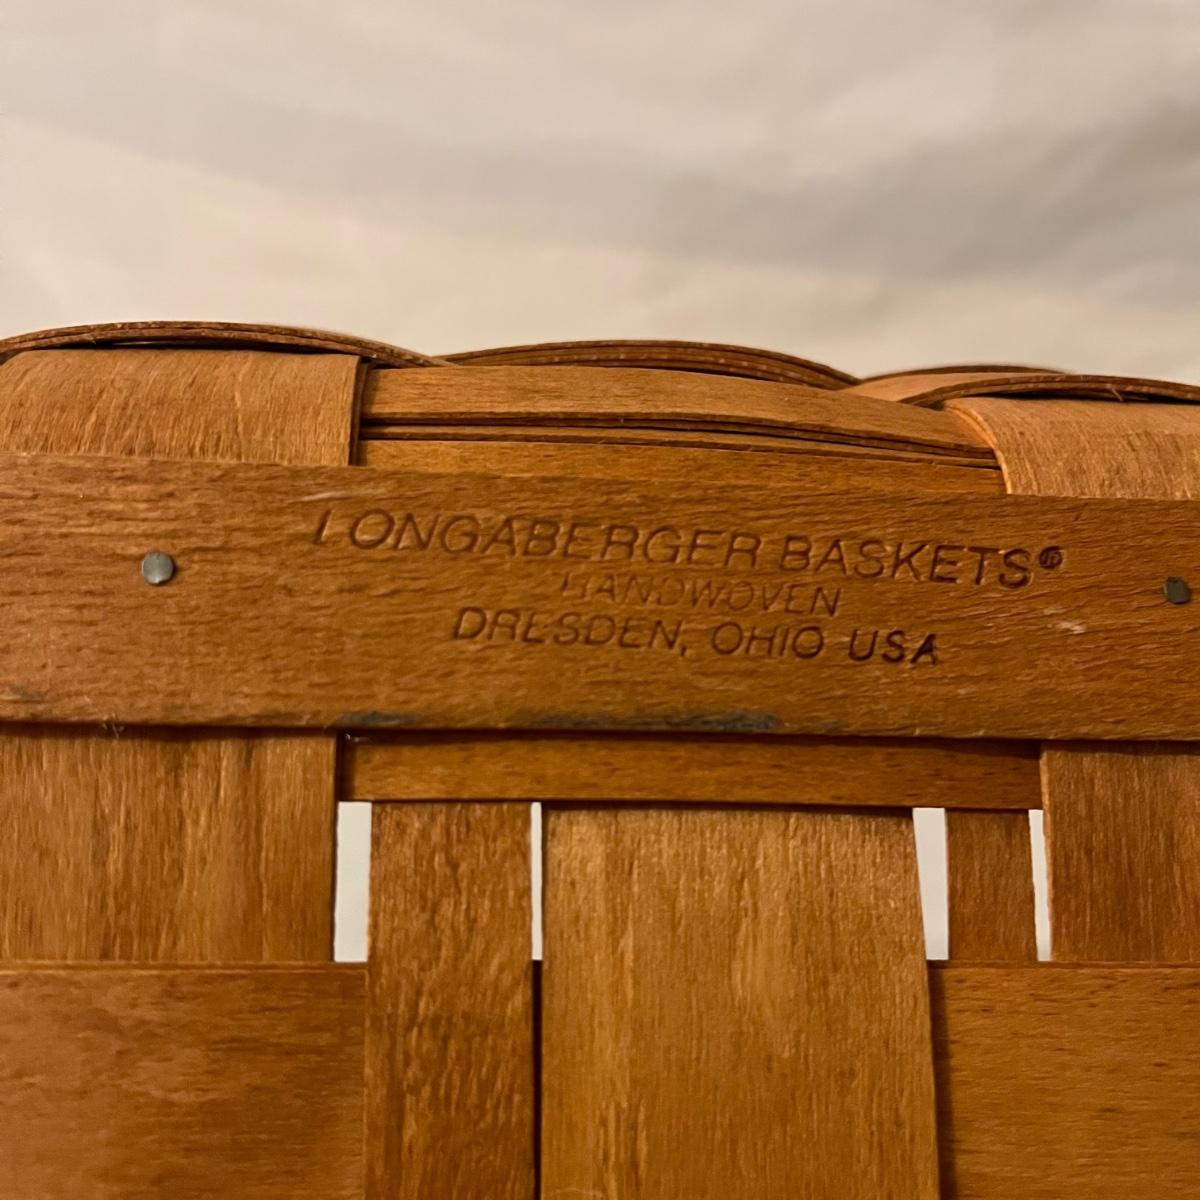 LONGABERGER BASKETS®
HANDWOVEN
DRESDEN, OHIO USA